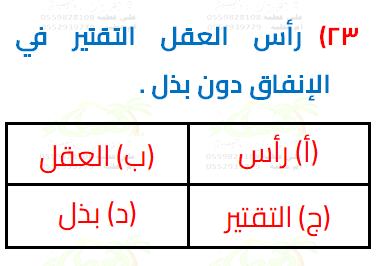 ٢٣) رأس العقل التقتير في
الإنفاق دون بذل .
(أ) رأس
(ب) العقل
(ج) التقتير
(د) بذل